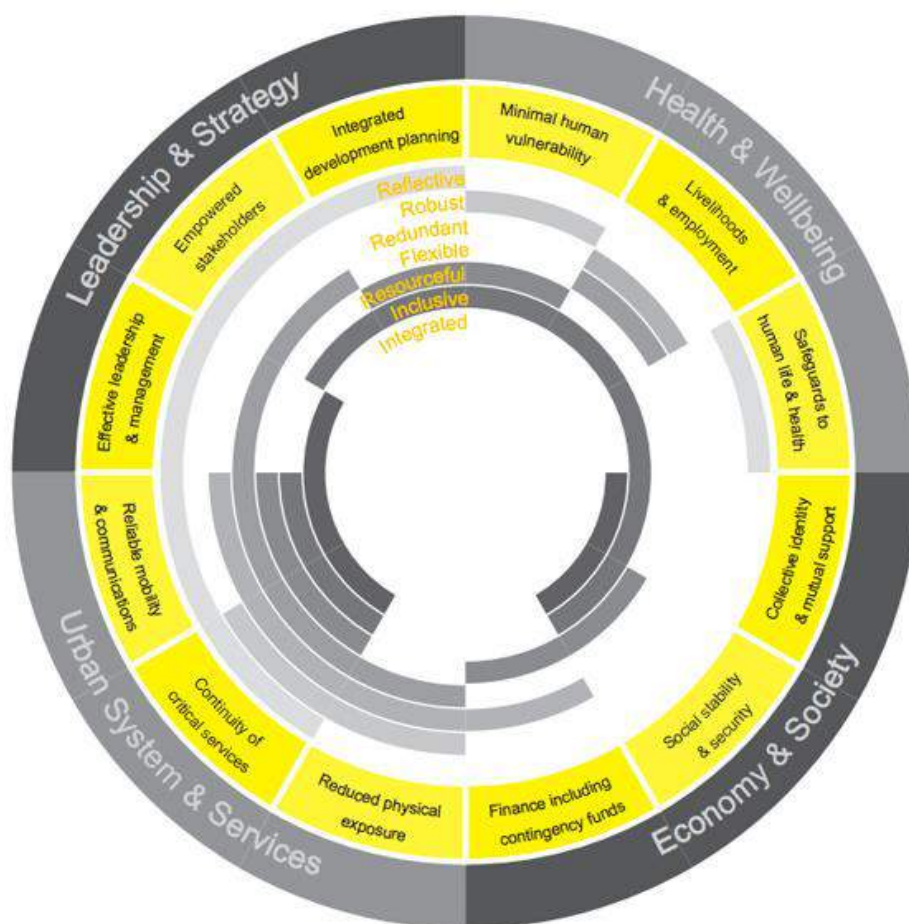 Leadership & Strategy
Health & Wellbeing
Economy & Society
Urban System & Services
Integrated
development planning
Minimal human
vulnerability
Livelihoods
& employment
Safeguards to
human life & health
Collective identity
& mutual support
Social stability
& security
Finance including
contingency funds
Reduced physical
exposure
Continuity of
critical services
Reliable mobility
& communications
Effective leadership
& management
Empowered
stakeholders
Reflective
Robust
Redundant
Flexible
Resourceful
Inclusive
Integrated